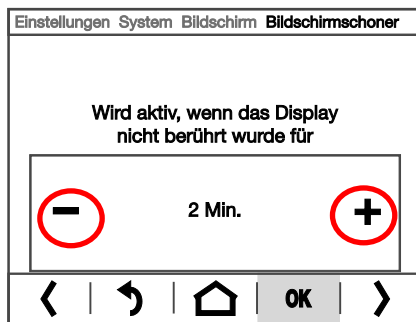 Einstellungen System Bildschirm Bildschirmschoner
Wird aktiv, wenn das Display
nicht berührt wurde für
− 2 Min. +
OK